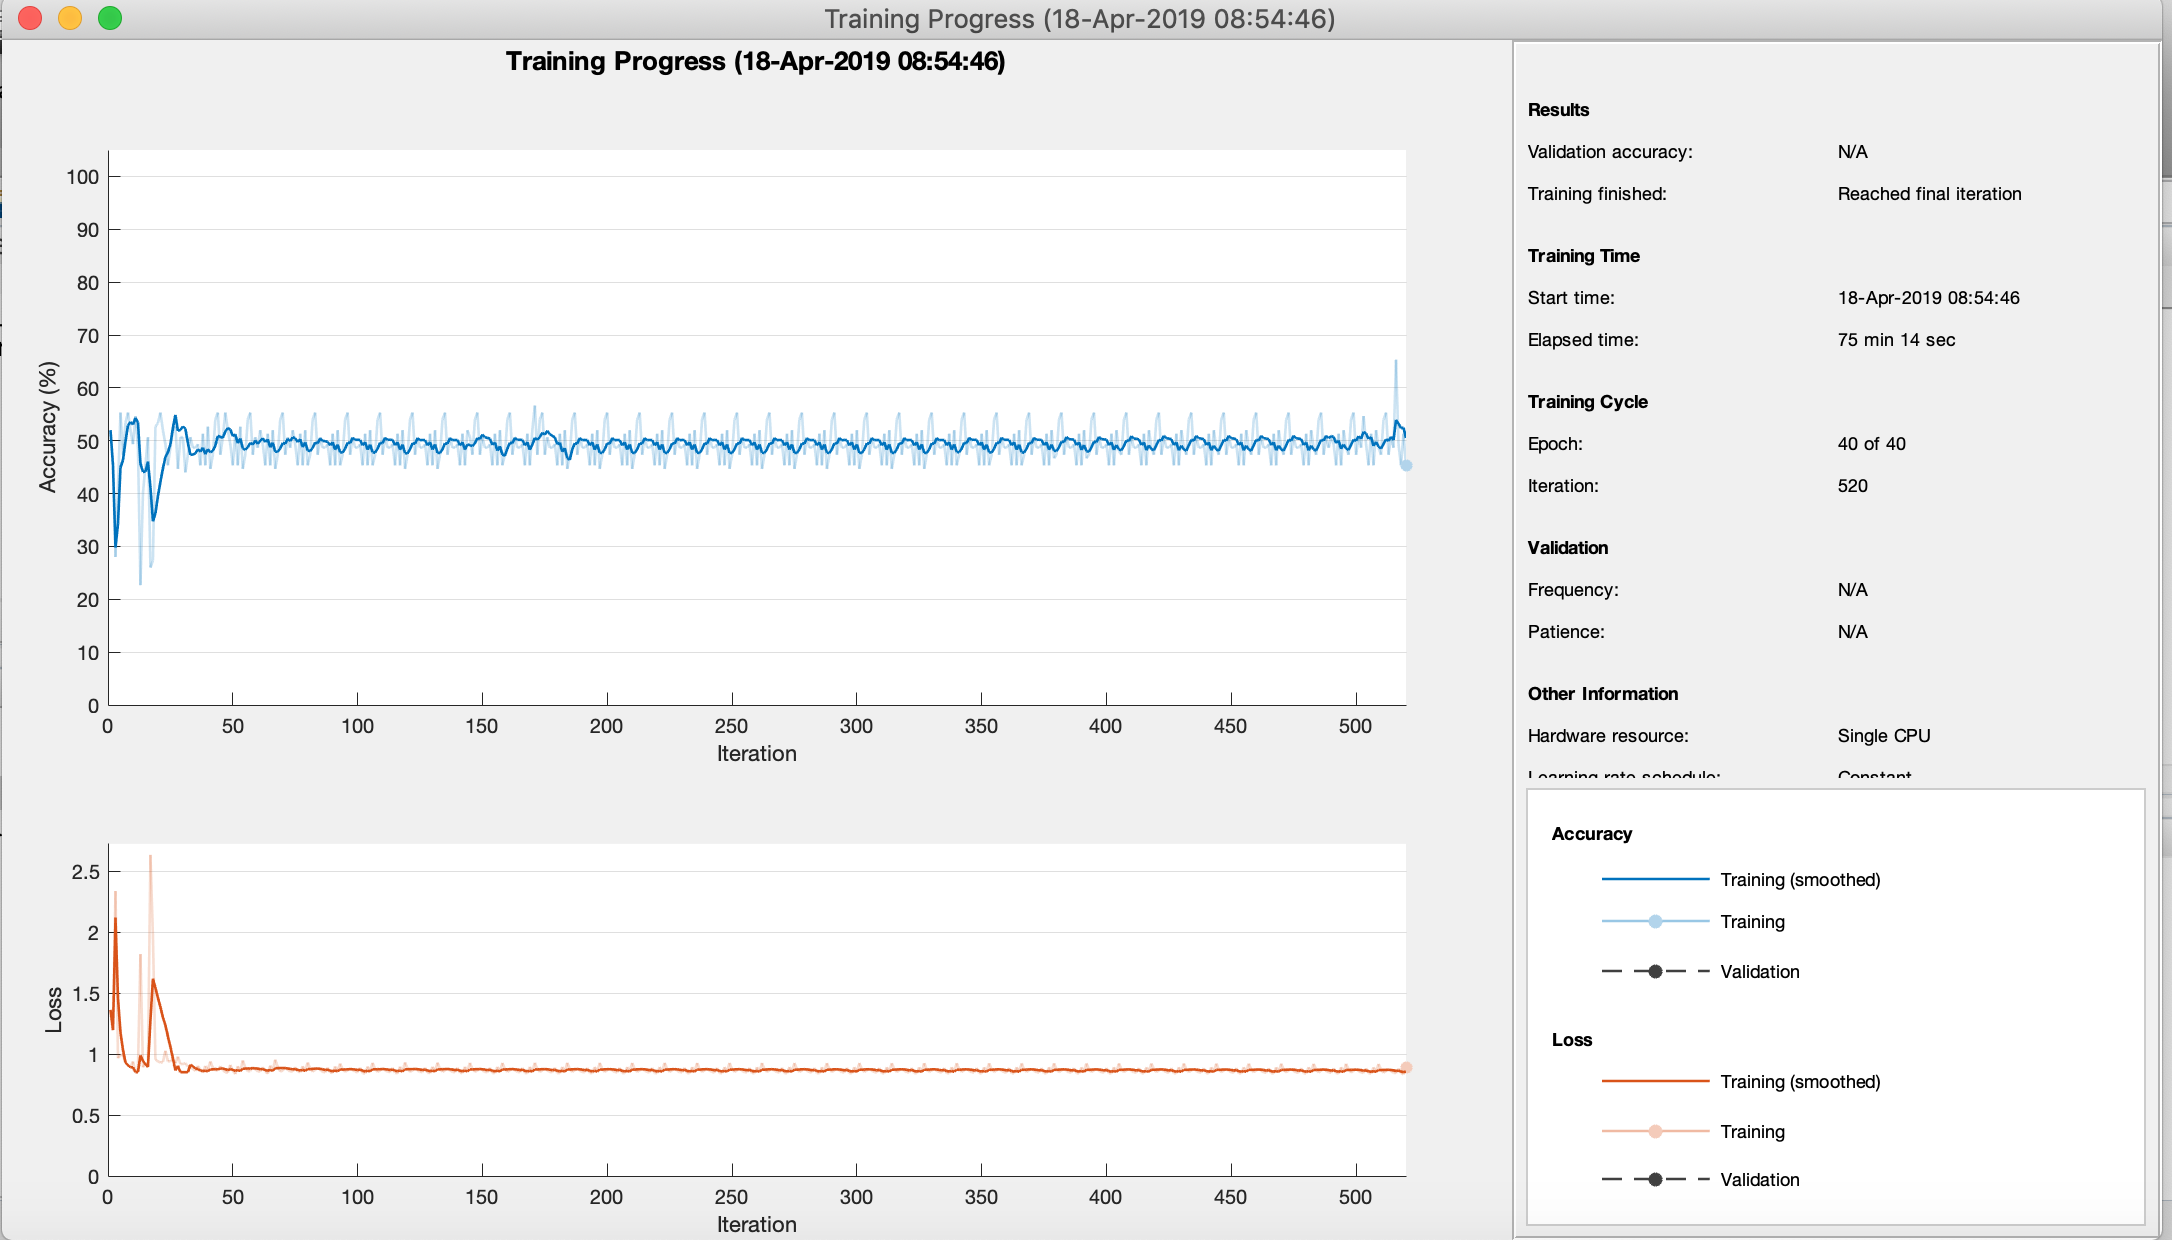 Training Progress (18-Apr-2019 08:54:46)
Training Progress (18-Apr-2019 08:54:46)
100
90
80
70
60
50
40
30
20
10
0
Accuracy (%)
0 50 100 150 200 250 300 350 400 450 500
Iteration
2.5
2
1.5
1
0.5
0
Loss
0 50 100 150 200 250 300 350 400 450 500
Iteration
Results
Validation accuracy: N/A
Training finished: Reached final iteration
Training Time
Start time: 18-Apr-2019 08:54:46
Elapsed time: 75 min 14 sec
Training Cycle
Epoch: 40 of 40
Iteration: 520
Validation
Frequency: N/A
Patience: N/A
Other Information
Hardware resource: Single CPU
Learning rate schedule: Constant
Accuracy
Training (smoothed)
Training
Validation
Loss
Training (smoothed)
Training
Validation